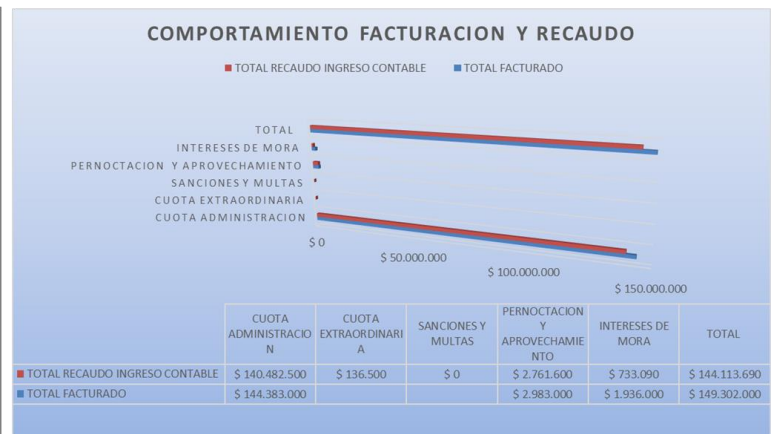 COMPORTAMIENTO FACTURACION Y RECAUDO
TOTAL RECAUDO INGRESO CONTABLE TOTAL FACTURADO
TOTAL
INTERESES DE MORA
PERNOCTACION Y APROVECHAMIENTO
SANCIONES Y MULTAS
CUOTA EXTRAORDINARIA
CUOTA ADMINISTRACION
$ 0
$ 50.000.000
$ 100.000.000
$ 150.000.000
CUOTA
ADMINISTRACIO
N
CUOTA
EXTRAORDINARI
A
SANCIONES Y
MULTAS
PERNOCTACION
Y
APROVECHAMIE
NTO
INTERESES DE
MORA
TOTAL
TOTAL RECAUDO INGRESO CONTABLE $ 140.482.500 $ 136.500 $ 0 $ 2.761.600 $ 733.090 $ 144.113.690
TOTAL FACTURADO $ 144.383.000 $ 2.983.000 $ 1.936.000 $ 149.302.000